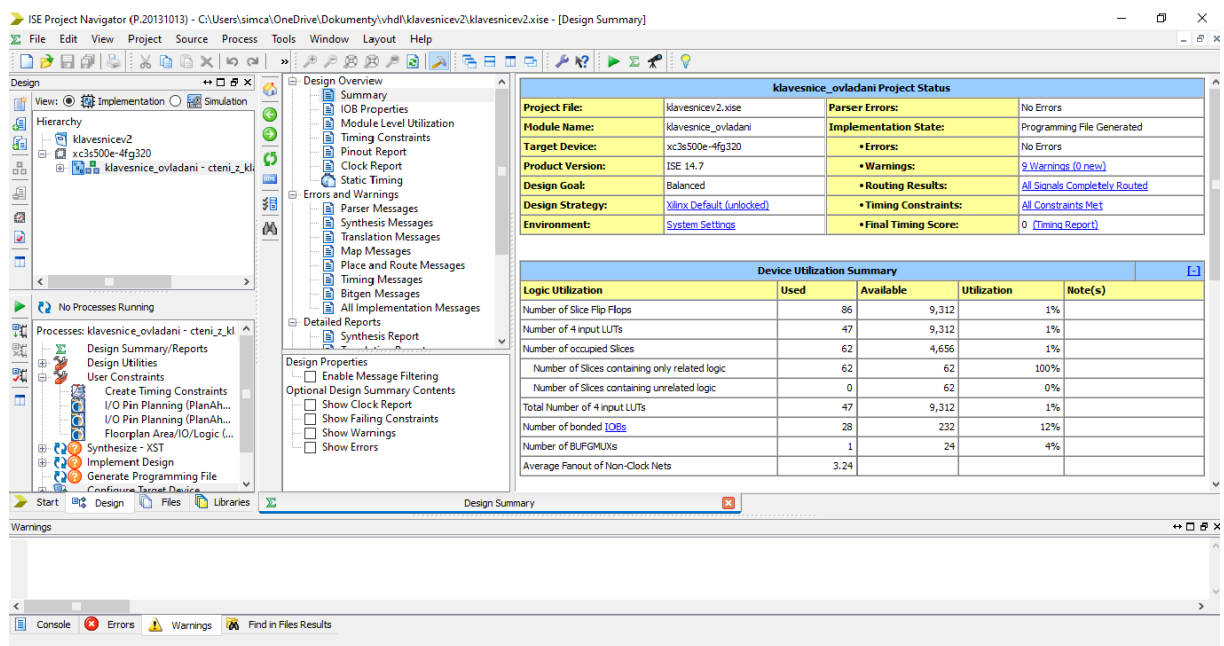 ISE Project Navigator (P.20131013) - C:\Users\simca\OneDrive\Dokumenty\vhdl\klavesnicev2\klavesnicev2.xise - [Design Summary]
File Edit View Project Source Process Tools Window Layout Help
Design
View: Implementation Simulation
Hierarchy
klavesnicev2
xc3s500e-4fg320
klavesnice_ovladani - cteni_z_kl
No Processes Running
Processes: klavesnice_ovladani - cteni_z_kl
Design Summary/Reports
Design Utilities
User Constraints
Create Timing Constraints
I/O Pin Planning (PlanAh...
I/O Pin Planning (PlanAh...
Floorplan Area/IO/Logic (...
Synthesize - XST
Implement Design
Generate Programming File
Configure Target Device
Start Design Files Libraries
Design Overview
Summary
IOB Properties
Module Level Utilization
Timing Constraints
Pinout Report
Clock Report
Static Timing
Errors and Warnings
Parser Messages
Synthesis Messages
Translation Messages
Map Messages
Place and Route Messages
Timing Messages
Bitgen Messages
All Implementation Messages
Detailed Reports
Synthesis Report
Design Properties
Enable Message Filtering
Optional Design Summary Contents
Show Clock Report
Show Failing Constraints
Show Warnings
Show Errors
klavesnice_ovladani Project Status
Project File: klavesnicev2.xise Parser Errors: No Errors
Module Name: klavesnice_ovladani Implementation State: Programming File Generated
Target Device: xc3s500e-4fg320 •Errors: No Errors
Product Version: ISE 14.7 •Warnings: 9 Warnings (0 new)
Design Goal: Balanced •Routing Results: All Signals Completely Routed
Design Strategy: Xilinx Default (unlocked) •Timing Constraints: All Constraints Met
Environment: System Settings •Final Timing Score: 0 (Timing Report)
Device Utilization Summary [-]
Logic Utilization Used Available Utilization Note(s)
Number of Slice Flip Flops 86 9,312 1%
Number of 4 input LUTs 47 9,312 1%
Number of occupied Slices 62 4,656 1%
Number of Slices containing only related logic 62 62 100%
Number of Slices containing unrelated logic 0 62 0%
Total Number of 4 input LUTs 47 9,312 1%
Number of bonded IOBs 28 232 12%
Number of BUFGMUXs 1 24 4%
Average Fanout of Non-Clock Nets 3.24
Design Summary
Warnings
Console Errors Warnings Find in Files Results